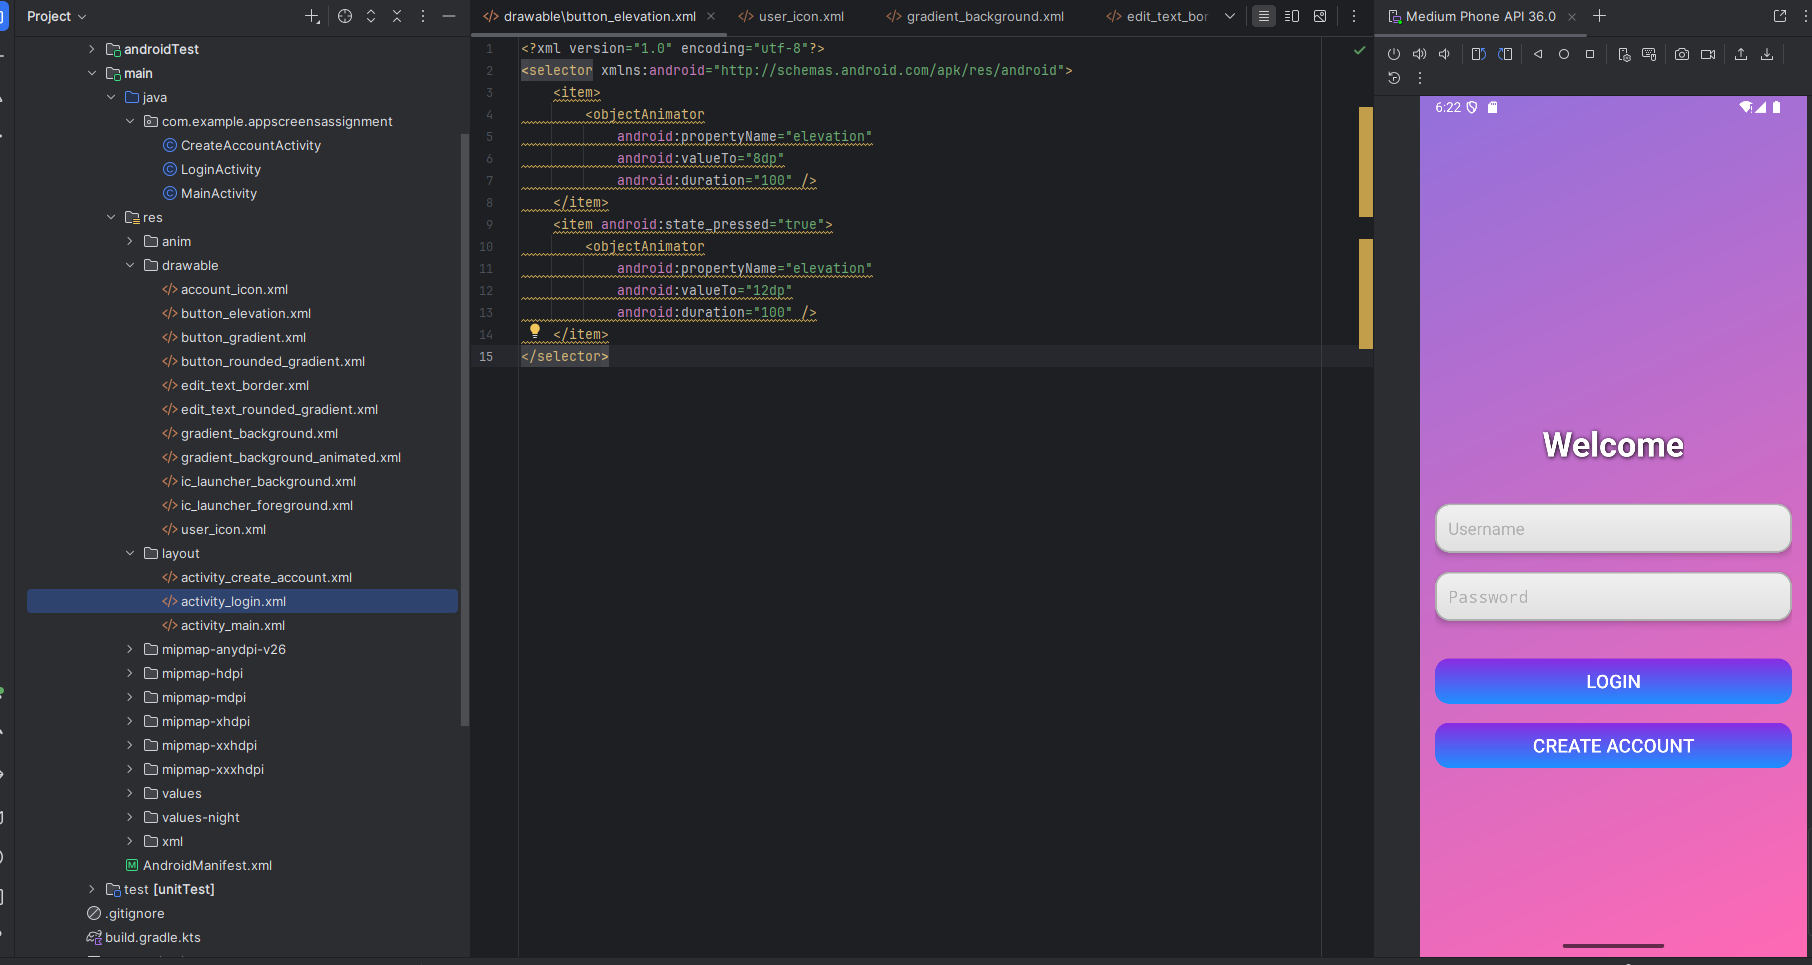 Project
androidTest
main
java
com.example.appscreensassignment
CreateAccountActivity
LoginActivity
MainActivity
res
anim
drawable
account_icon.xml
button_elevation.xml
button_gradient.xml
button_rounded_gradient.xml
edit_text_border.xml
edit_text_rounded_gradient.xml
gradient_background.xml
gradient_background_animated.xml
ic_launcher_background.xml
ic_launcher_foreground.xml
user_icon.xml
layout
activity_create_account.xml
activity_login.xml
activity_main.xml
mipmap-anydpi-v26
mipmap-hdpi
mipmap-mdpi
mipmap-xhdpi
mipmap-xxhdpi
mipmap-xxxhdpi
values
values-night
xml
AndroidManifest.xml
test [unitTest]
.gitignore
build.gradle.kts
drawable\button_elevation.xml user_icon.xml gradient_background.xml edit_text_bor
1 <?xml version="1.0" encoding="utf-8"?>
2 <selector xmlns:android="http://schemas.android.com/apk/res/android">
3 <item>
4 <objectAnimator
5 android:propertyName="elevation"
6 android:valueTo="8dp"
7 android:duration="100" />
8 </item>
9 <item android:state_pressed="true">
10 <objectAnimator
11 android:propertyName="elevation"
12 android:valueTo="12dp"
13 android:duration="100" />
14 </item>
15 </selector>
Medium Phone API 36.0
6:22
Welcome
Username
Password
LOGIN
CREATE ACCOUNT